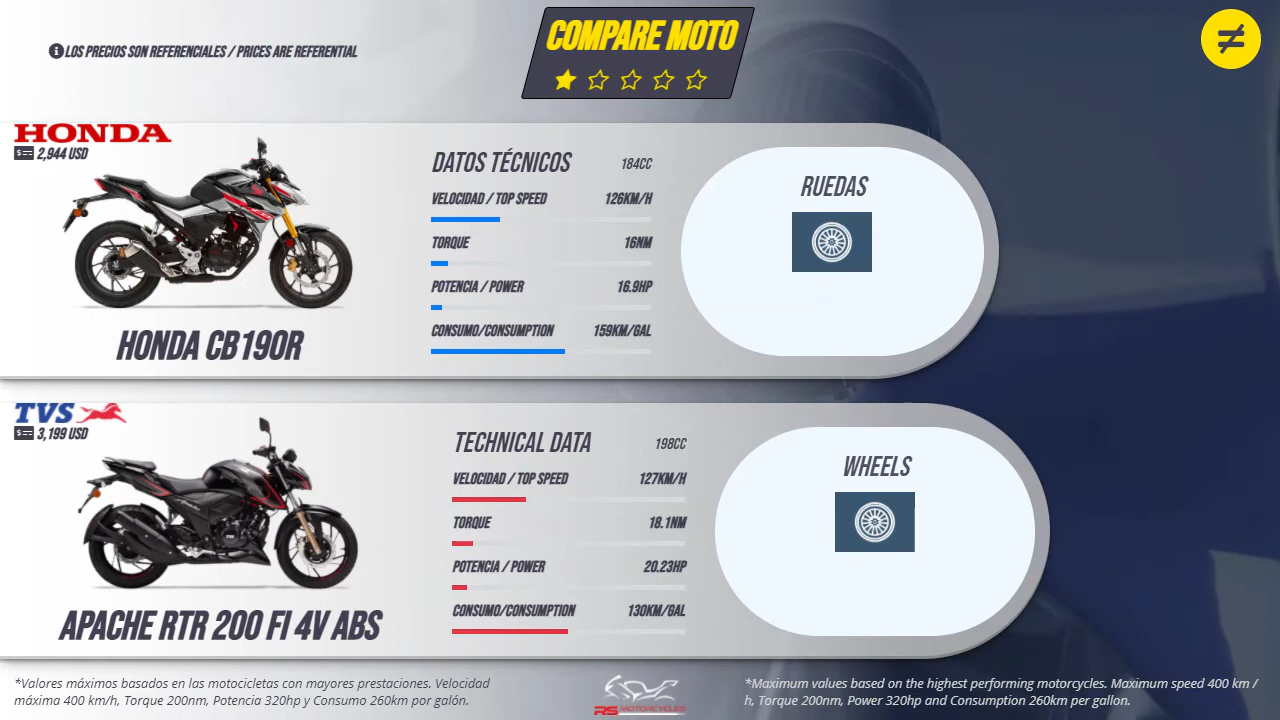 COMPARE MOTO
LOS PRECIOS SON REFERENCIALES / PRICES ARE REFERENTIAL
HONDA
2,944 USD
HONDA CB190R
DATOS TÉCNICOS 184CC
VELOCIDAD / TOP SPEED 126KM/H
TORQUE 16NM
POTENCIA / POWER 16.9HP
CONSUMO/CONSUMPTION 159KM/GAL
RUEDAS
TVS
3,199 USD
APACHE RTR 200 FI 4V ABS
TECHNICAL DATA 198CC
VELOCIDAD / TOP SPEED 127KM/H
TORQUE 18.1NM
POTENCIA / POWER 20.23HP
CONSUMO/CONSUMPTION 130KM/GAL
WHEELS
*Valores máximos basados en las motocicletas con mayores prestaciones. Velocidad
máxima 400 km/h, Torque 200nm, Potencia 320hp y Consumo 260km por galón.
RS MOTORCYCLES
*Maximum values based on the highest performing motorcycles. Maximum speed 400 km /
h, Torque 200nm, Power 320hp and Consumption 260km per gallon.